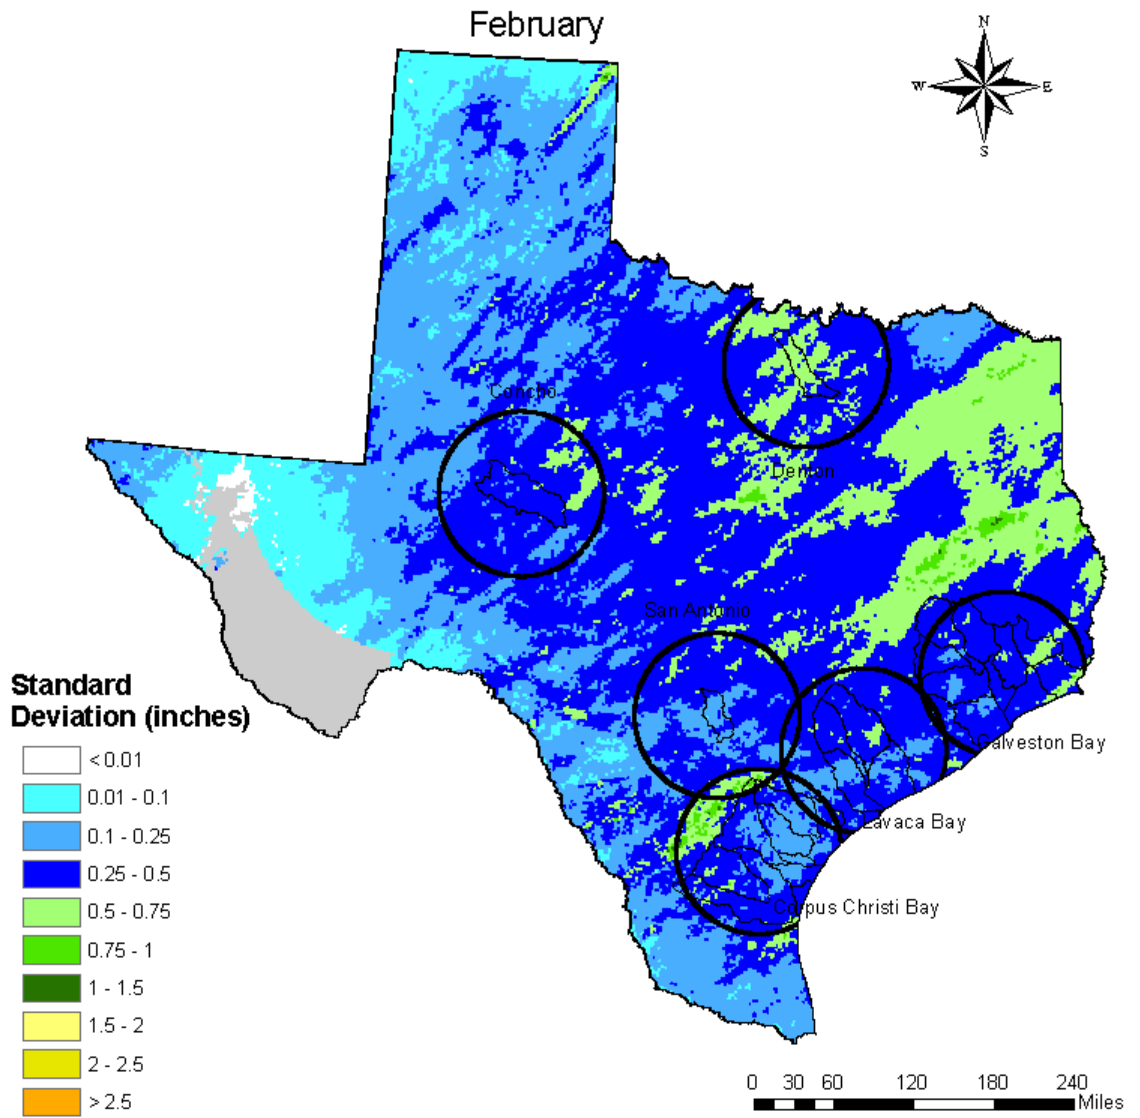 February
N
W
E
S
Concho
Denton
San Antonio
Galveston Bay
Lavaca Bay
Corpus Christi Bay
Standard
Deviation (inches)
< 0.01
0.01 - 0.1
0.1 - 0.25
0.25 - 0.5
0.5 - 0.75
0.75 - 1
1 - 1.5
1.5 - 2
2 - 2.5
> 2.5
0 30 60 120 180 240
Miles